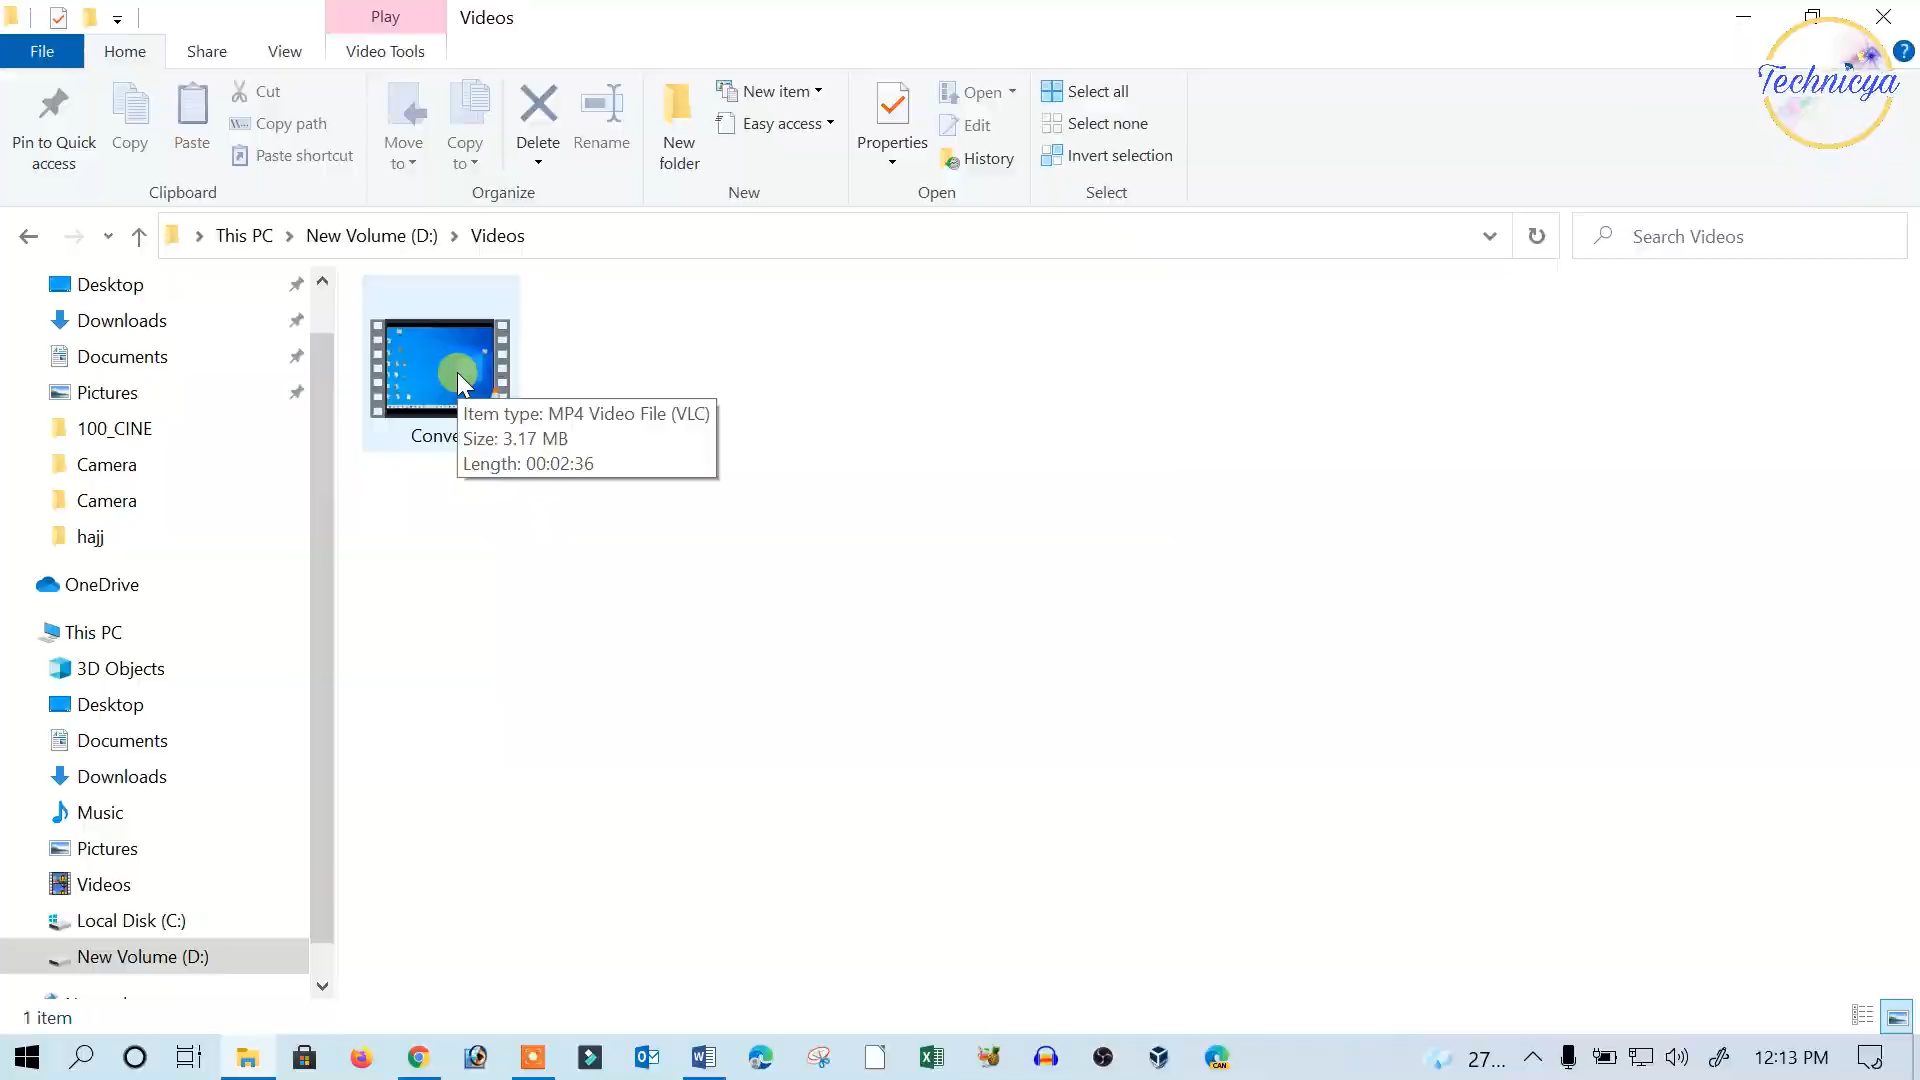 Play
Videos
File
Home
Share
View
Video Tools
Technicya
?
Pin to Quick
access
Copy
Paste
Cut
Copy path
Paste shortcut
Clipboard
Move
to
Copy
to
Delete
Rename
Organize
New
folder
New item
Easy access
New
Properties
Open
Edit
History
Open
Select all
Select none
Invert selection
Select
This PC
New Volume (D:)
Videos
Search Videos
Desktop
Downloads
Documents
Pictures
100_CINE
Camera
Camera
hajj
OneDrive
This PC
3D Objects
Desktop
Documents
Downloads
Music
Pictures
Videos
Local Disk (C:)
New Volume (D:)
Conve
Item type: MP4 Video File (VLC)
Size: 3.17 MB
Length: 00:02:36
1 item
CAN
27...
12:13 PM